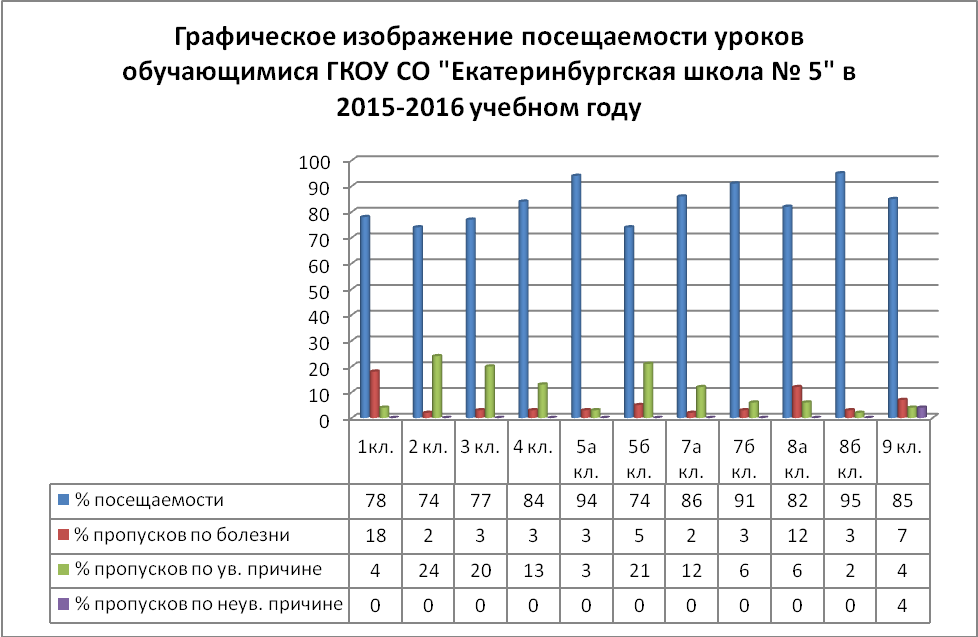 Графическое изображение посещаемости уроков
обучающимися ГКОУ СО "Екатеринбургская школа № 5" в
2015-2016 учебном году
100
90
80
70
60
50
40
30
20
10
0
1кл. 2 кл. 3 кл. 4 кл. 5а кл. 5б кл. 7а кл. 7б кл. 8а кл. 8б кл. 9 кл.
% посещаемости 78 74 77 84 94 74 86 91 82 95 85
% пропусков по болезни 18 2 3 3 3 5 2 3 12 3 7
% пропусков по ув. причине 4 24 20 13 3 21 12 6 6 2 4
% пропусков по неув. причине 0 0 0 0 0 0 0 0 0 0 4